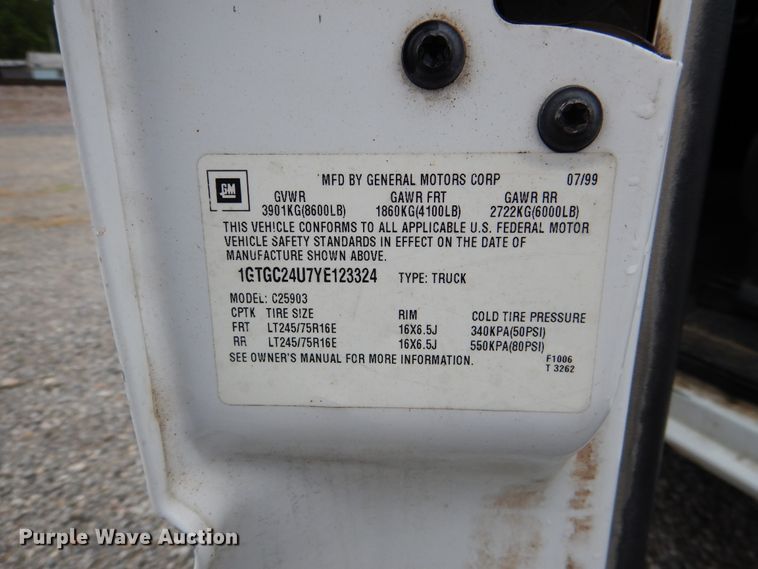 GM
MFD BY GENERAL MOTORS CORP 07/99
GVWR GAWR FRT GAWR RR
3901KG(8600LB) 1860KG(4100LB) 2722KG(6000LB)
THIS VEHICLE CONFORMS TO ALL APPLICABLE U.S. FEDERAL MOTOR
VEHICLE SAFETY STANDARDS IN EFFECT ON THE DATE OF
MANUFACTURE SHOWN ABOVE.
1GTGC24U7YE123324 TYPE: TRUCK
MODEL: C25903
CPTK TIRE SIZE RIM COLD TIRE PRESSURE
FRT LT245/75R16E 16X6.5J 340KPA(50PSI)
RR LT245/75R16E 16X6.5J 550KPA(80PSI)
SEE OWNER'S MANUAL FOR MORE INFORMATION. F1006
T 3262
Purple Wave Auction